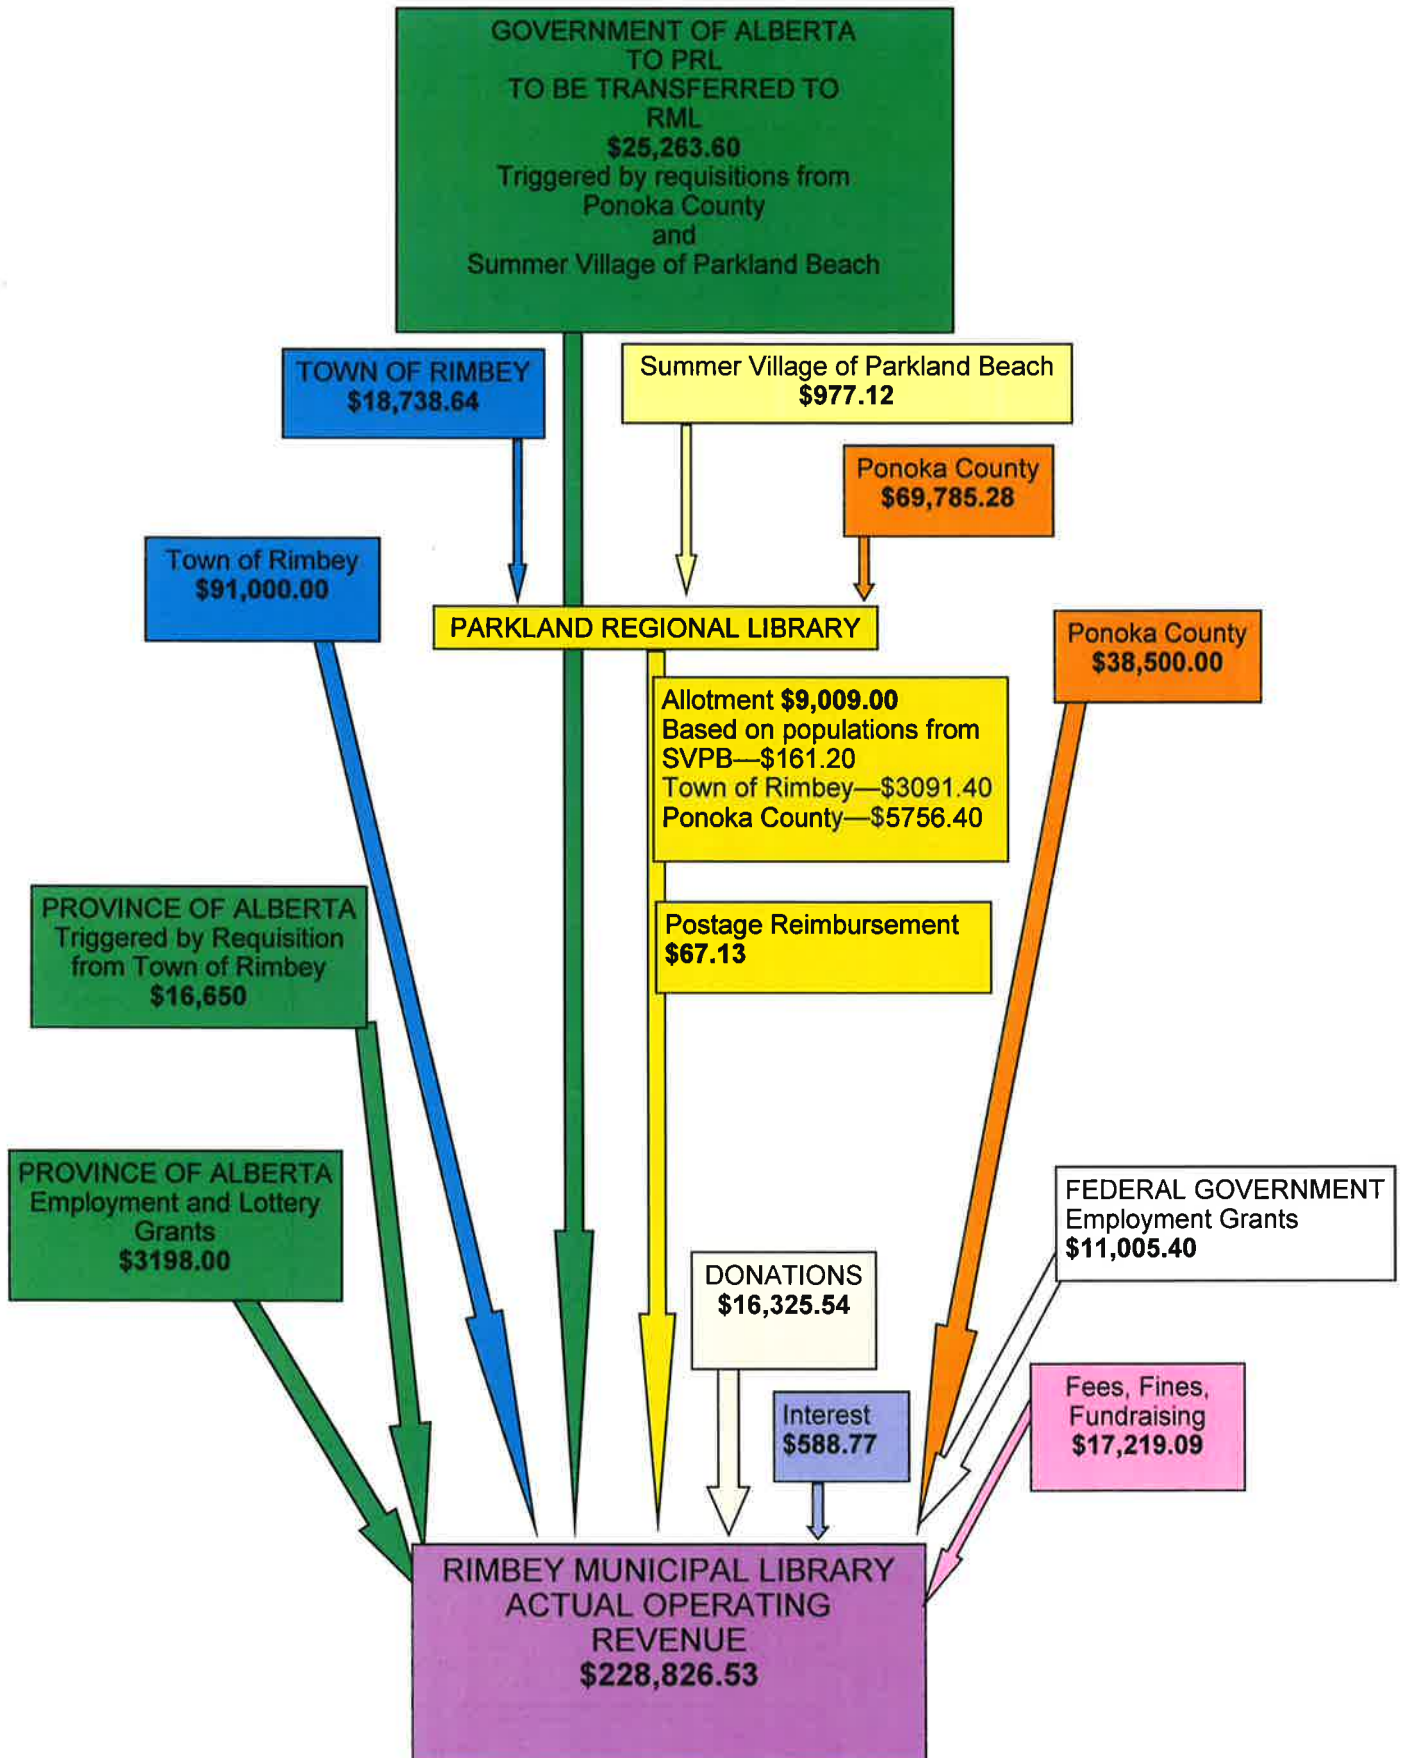 GOVERNMENT OF ALBERTA
TO PRL
TO BE TRANSFERRED TO
RML
$25,263.60
Triggered by requisitions from
Ponoka County
and
Summer Village of Parkland Beach
TOWN OF RIMBEY
$18,738.64
Summer Village of Parkland Beach
$977.12
Ponoka County
$69,785.28
Town of Rimbey
$91,000.00
PARKLAND REGIONAL LIBRARY
Ponoka County
$38,500.00
Allotment $9,009.00
Based on populations from
SVPB—$161.20
Town of Rimbey—$3091.40
Ponoka County—$5756.40
PROVINCE OF ALBERTA
Triggered by Requisition
from Town of Rimbey
$16,650
Postage Reimbursement
$67.13
PROVINCE OF ALBERTA
Employment and Lottery
Grants
$3198.00
FEDERAL GOVERNMENT
Employment Grants
$11,005.40
DONATIONS
$16,325.54
Interest
$588.77
Fees, Fines,
Fundraising
$17,219.09
RIMBEY MUNICIPAL LIBRARY
ACTUAL OPERATING
REVENUE
$228,826.53